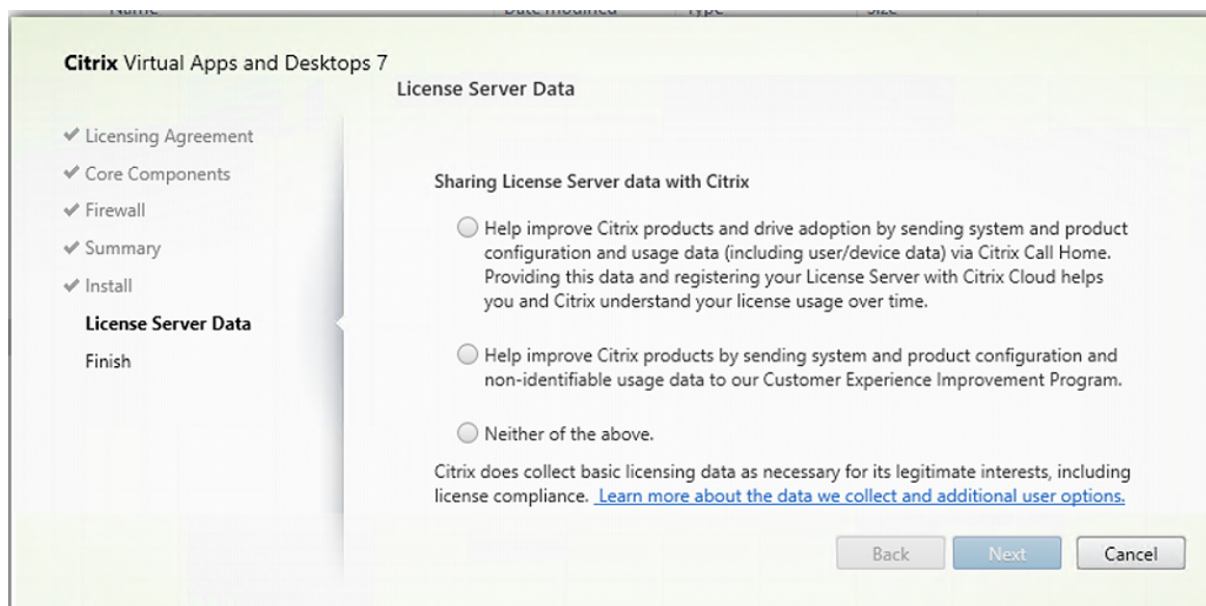 Name Date modified Type Size
Citrix Virtual Apps and Desktops 7
License Server Data
✓ Licensing Agreement
✓ Core Components
✓ Firewall
✓ Summary
✓ Install
License Server Data
Finish
Sharing License Server data with Citrix
Help improve Citrix products and drive adoption by sending system and product
configuration and usage data (including user/device data) via Citrix Call Home.
Providing this data and registering your License Server with Citrix Cloud helps
you and Citrix understand your license usage over time.
Help improve Citrix products by sending system and product configuration and
non-identifiable usage data to our Customer Experience Improvement Program.
Neither of the above.
Citrix does collect basic licensing data as necessary for its legitimate interests, including
license compliance. Learn more about the data we collect and additional user options.
Back Next Cancel